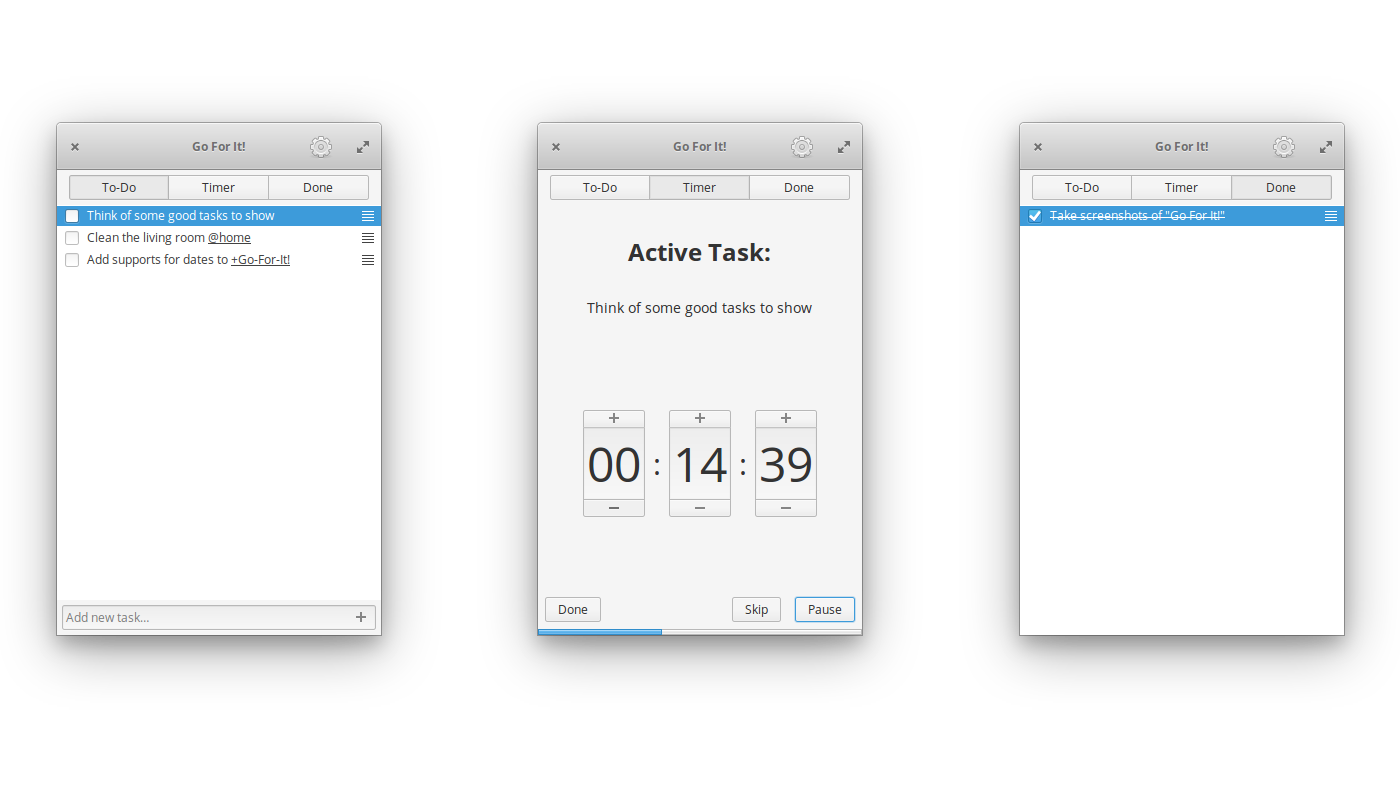 Go For It!
To-Do Timer Done
Think of some good tasks to show
Clean the living room @home
Add supports for dates to +Go-For-It!
Add new task...
Go For It!
To-Do Timer Done
Active Task:
Think of some good tasks to show
00 : 14 : 39
Done Skip Pause
Go For It!
To-Do Timer Done
Take screenshots of "Go For It!"